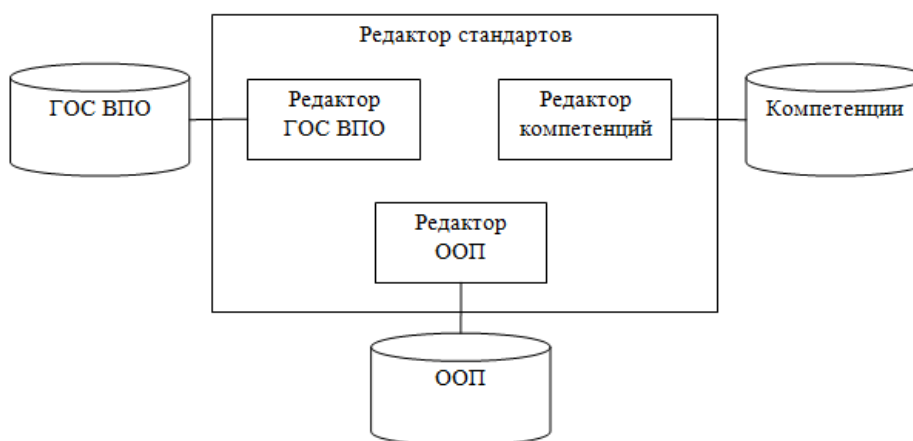 Редактор стандартов
ГОС ВПО
Редактор
ГОС ВПО
Редактор
компетенций
Компетенции
Редактор
ООП
ООП